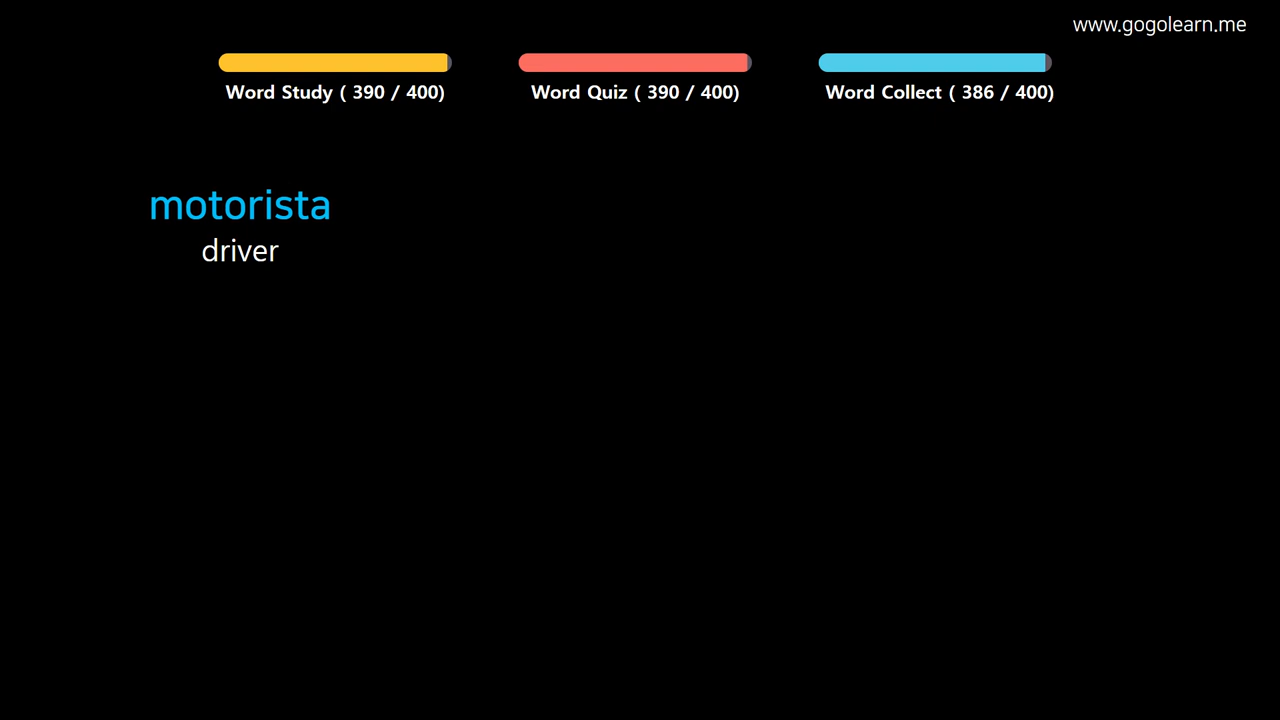 www.gogolearn.me
Word Study ( 390 / 400)
Word Quiz ( 390 / 400)
Word Collect ( 386 / 400)
motorista
driver